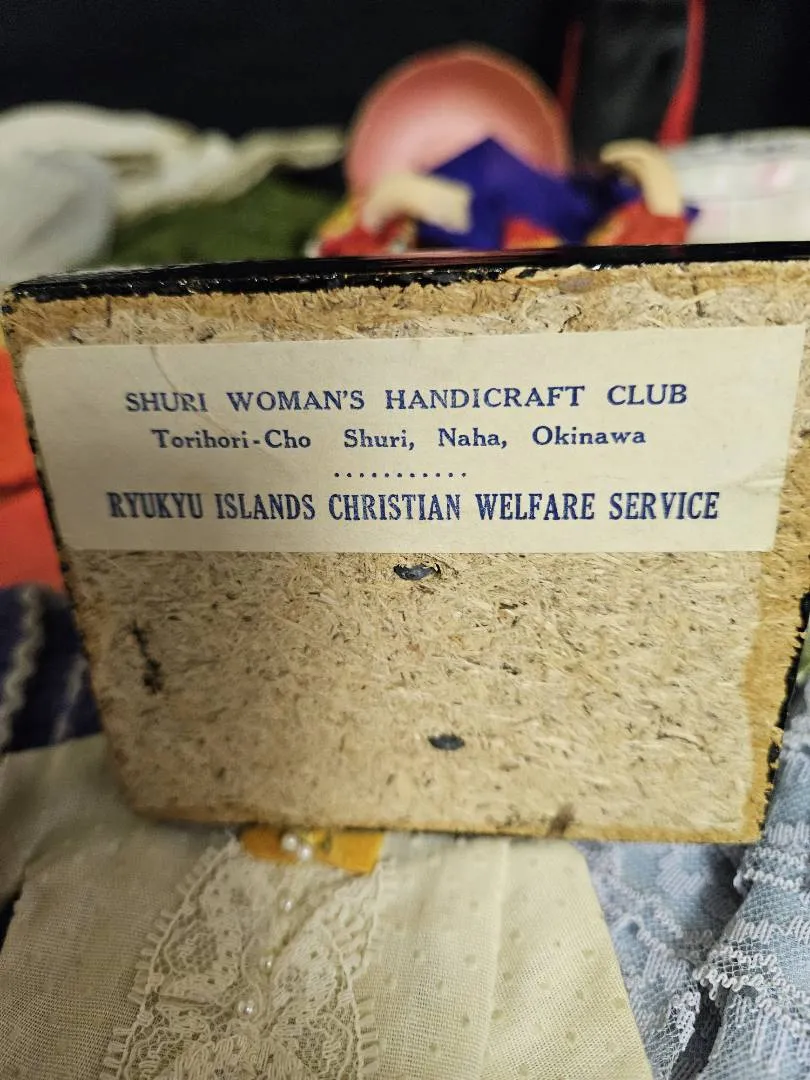 SHURI WOMAN'S HANDICRAFT CLUB
Torihori-Cho Shuri, Naha, Okinawa
...........
RYUKYU ISLANDS CHRISTIAN WELFARE SERVICE